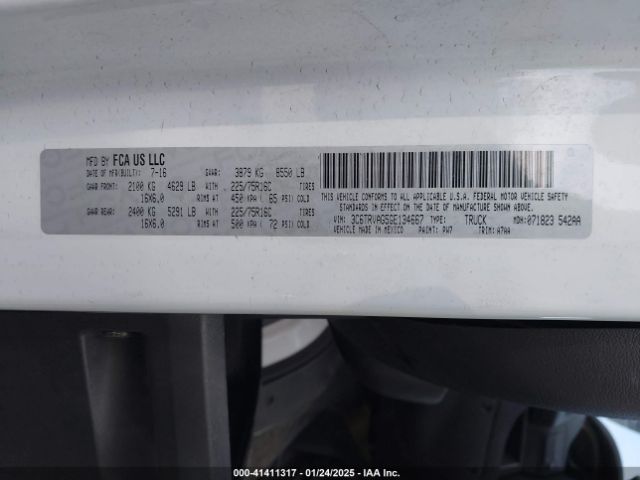 MFD BY FCA US LLC
DATE OF MFR(BUILT): 7-16 GVWR: 3879 KG 8550 LB
GAWR FRONT: 2100 KG 4629 LB WITH 225/75R16C TIRES
16X6.0 RIMS AT 450 KPA ( 65 PSI) COLD
GAWR REAR: 2400 KG 5291 LB WITH 225/75R16C TIRES
16X6.0 RIMS AT 500 KPA ( 72 PSI) COLD
THIS VEHICLE CONFORMS TO ALL APPLICABLE U.S.A. FEDERAL MOTOR VEHICLE SAFETY
STANDARDS IN EFFECT ON THE DATE OF MANUFACTURE SHOWN ABOVE.
VIN: 3C6TRVAG5GE134667 TYPE: TRUCK MDH: 071823 542AA
VEHICLE MADE IN MEXICO PAINT: PW7 TRIM: A7AA
000-41411317 - 01/24/2025 - IAA Inc.